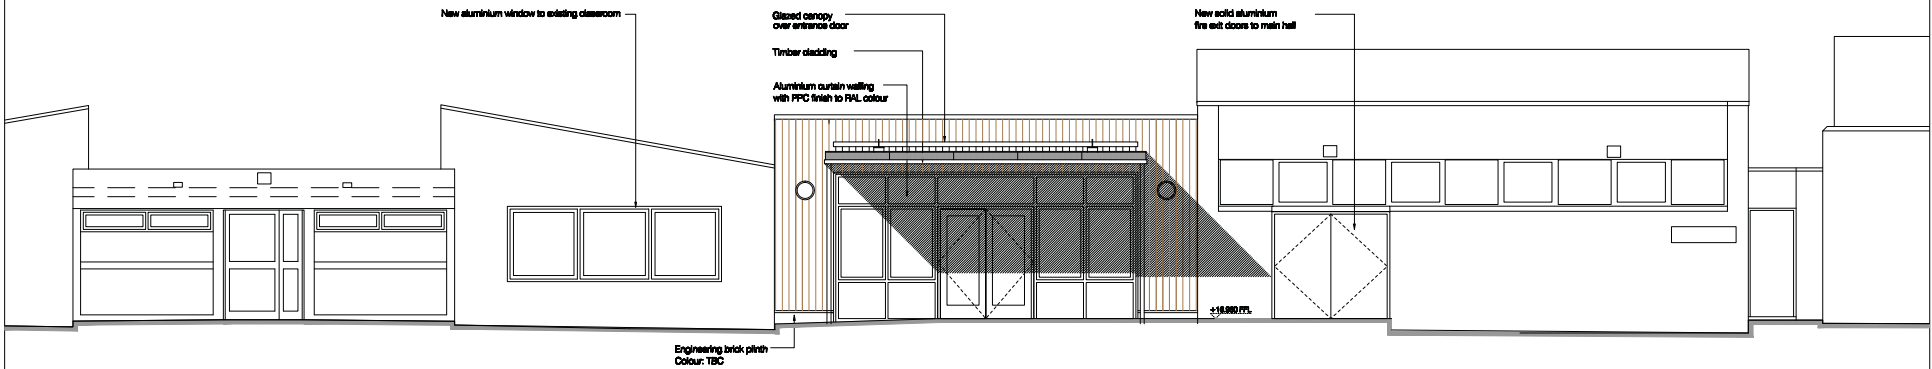 New aluminium window to existing classroom
Glazed canopy
over entrance door
Timber cladding
Aluminium curtain walling
with PPC finish to RAL colour
New solid aluminium
fire exit doors to main hall
Engineering brick plinth
Colour: TBC